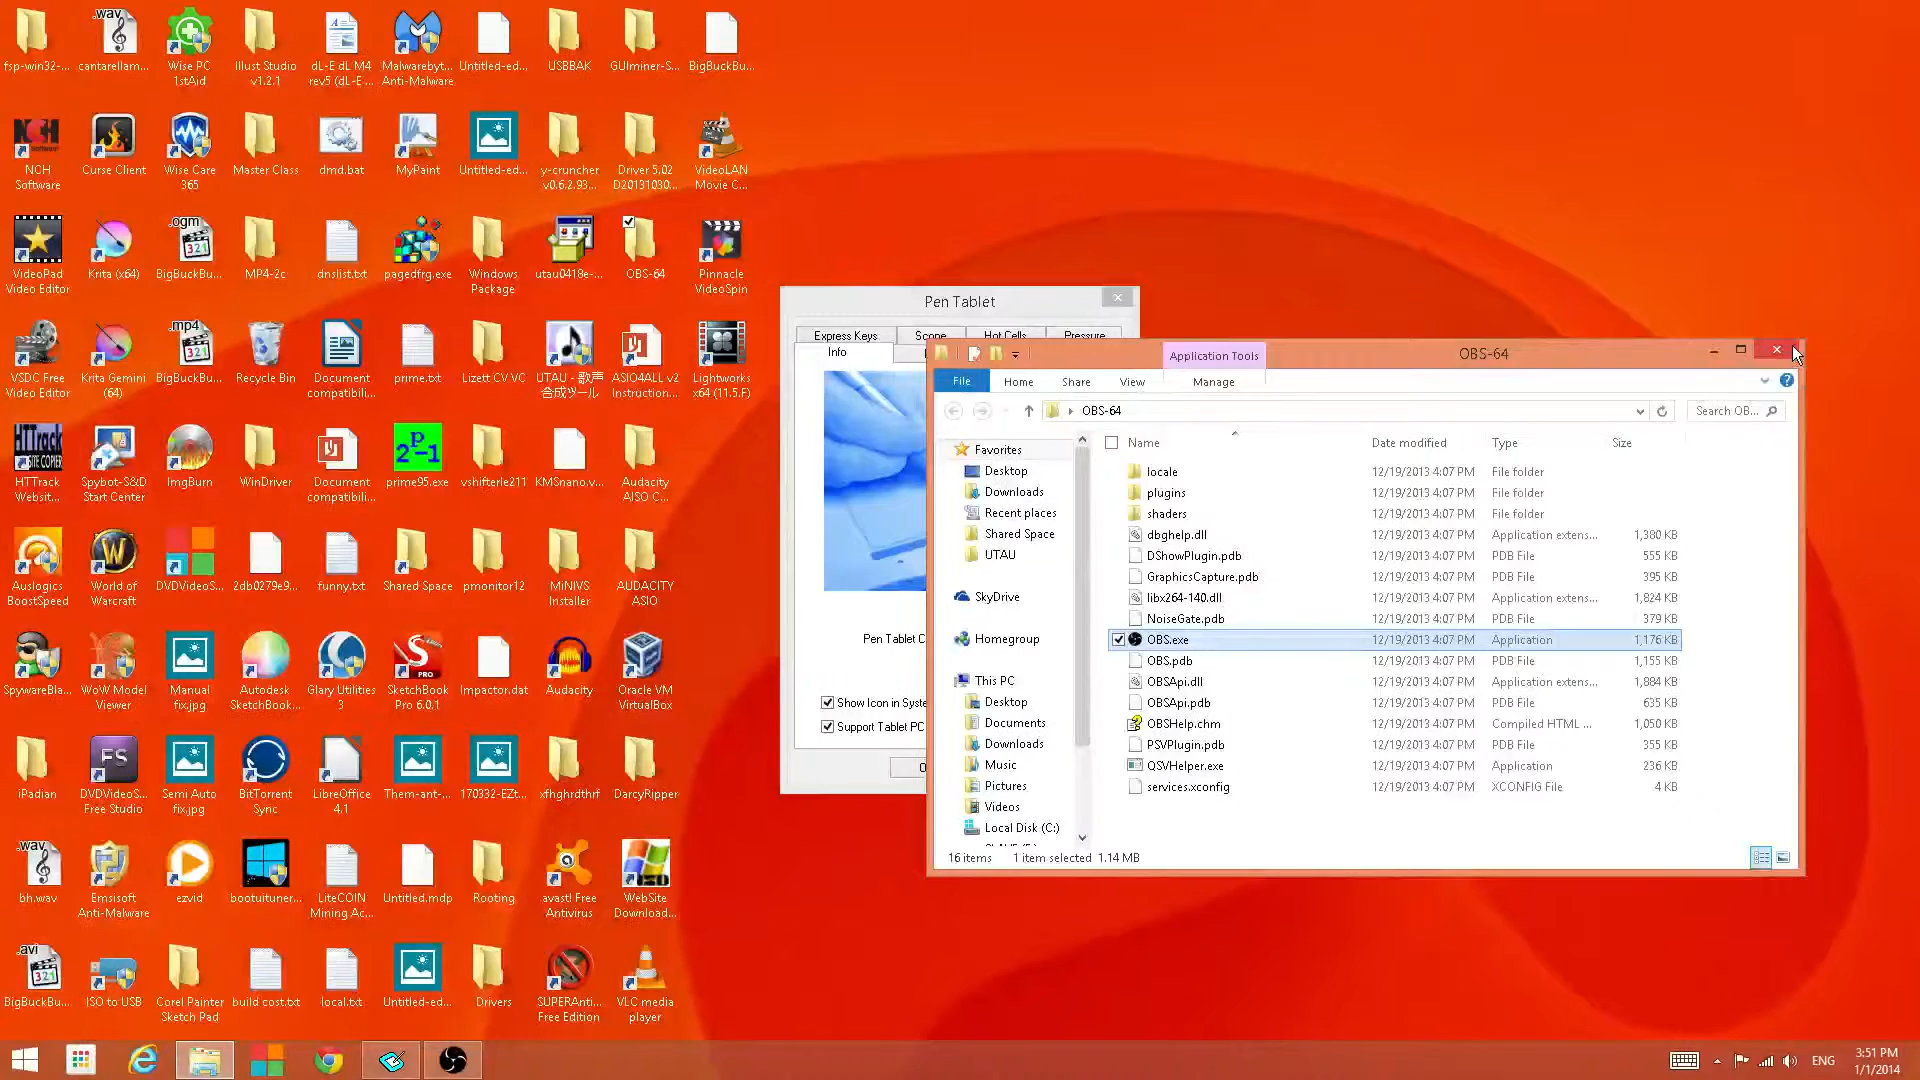 fsp-win32-...
.wav
cantarellam...
Wise PC
1stAid
Illust Studio
v1.2.1
dL-E dL M4
rev5 (dL-E ...
Malwarebyt...
Anti-Malware
Untitled-ed...
USBBAK
GUIminer-S...
BigBuckBu...
NCH
Software
Curse Client
Wise Care
365
Master Class
dmd.bat
MyPaint
Untitled-ed...
y-cruncher
v0.6.2.93...
Driver 5.02
D20131030...
VideoLAN
Movie C...
VideoPad
Video Editor
Krita (x64)
.ogm
321
BigBuckBu...
MP4-2c
dnslist.txt
pagedfrg.exe
Windows
Package
utau0418e-...
OBS-64
Pinnacle
VideoSpin
VSDC Free
Video Editor
Krita Gemini
(64)
.mp4
321
BigBuckBu...
Recycle Bin
Document
compatibili...
prime.txt
Lizett CV VC
UTAU - 歌声
合成ツール
ASIO4ALL v2
Instruction...
Lightworks
x64 (11.5.F)
HTTrack
SITE COPIER
HTTrack
Websit...
Spybot-S&D
Start Center
ImgBurn
WinDriver
Document
compatibili...
2P-1
prime95.exe
vshifterle211
KMSnano.v...
Audacity
AISO C...
Auslogics
BoostSpeed
World of
Warcraft
DVDVideoS...
2db0279e9...
funny.txt
Shared Space
pmonitor12
MiNiVS
Installer
AUDACITY
ASIO
SpywareBla...
WoW Model
Viewer
Manual
fix.jpg
Autodesk
SketchBook...
Glary Utilities
3
PRO
SketchBook
Pro 6.0.1
Impactor.dat
Audacity
Oracle VM
VirtualBox
iPadian
FS
DVDVideoS...
Free Studio
Semi Auto
fix.jpg
BitTorrent
Sync
LibreOffice
4.1
Them-ant-...
170332-EZt...
xfhghrdthrf
DarcyRipper
.wav
bh.wav
Emsisoft
Anti-Malware
ezvid
bootuituner...
LiteCOIN
Mining Ac...
Untitled.mdp
Rooting
avast! Free
Antivirus
WebSite
Download...
.avi
321
BigBuckBu...
ISO to USB
Corel Painter
Sketch Pad
build cost.txt
local.txt
Untitled-ed...
Drivers
SUPERAnti...
Free Edition
VLC media
player
Pen Tablet
Express Keys
Scope
Hot Cells
Pressure
Info
Pen Tablet C
Show Icon in Syste
Support Tablet PC
O
Application Tools
OBS-64
File
Home
Share
View
Manage
OBS-64
Search OB...
Favorites
Desktop
Downloads
Recent places
Shared Space
UTAU
SkyDrive
Homegroup
This PC
Desktop
Documents
Downloads
Music
Pictures
Videos
Local Disk (C:)
Name Date modified Type Size
locale 12/19/2013 4:07 PM File folder
plugins 12/19/2013 4:07 PM File folder
shaders 12/19/2013 4:07 PM File folder
dbghelp.dll 12/19/2013 4:07 PM Application extens... 1,380 KB
DShowPlugin.pdb 12/19/2013 4:07 PM PDB File 555 KB
GraphicsCapture.pdb 12/19/2013 4:07 PM PDB File 395 KB
libx264-140.dll 12/19/2013 4:07 PM Application extens... 1,824 KB
NoiseGate.pdb 12/19/2013 4:07 PM PDB File 379 KB
OBS.exe 12/19/2013 4:07 PM Application 1,176 KB
OBS.pdb 12/19/2013 4:07 PM PDB File 1,155 KB
OBSApi.dll 12/19/2013 4:07 PM Application extens... 1,884 KB
OBSApi.pdb 12/19/2013 4:07 PM PDB File 635 KB
OBSHelp.chm 12/19/2013 4:07 PM Compiled HTML ... 1,050 KB
PSVPlugin.pdb 12/19/2013 4:07 PM PDB File 355 KB
QSVHelper.exe 12/19/2013 4:07 PM Application 236 KB
services.xconfig 12/19/2013 4:07 PM XCONFIG File 4 KB
16 items 1 item selected 1.14 MB
ENG
3:51 PM
1/1/2014